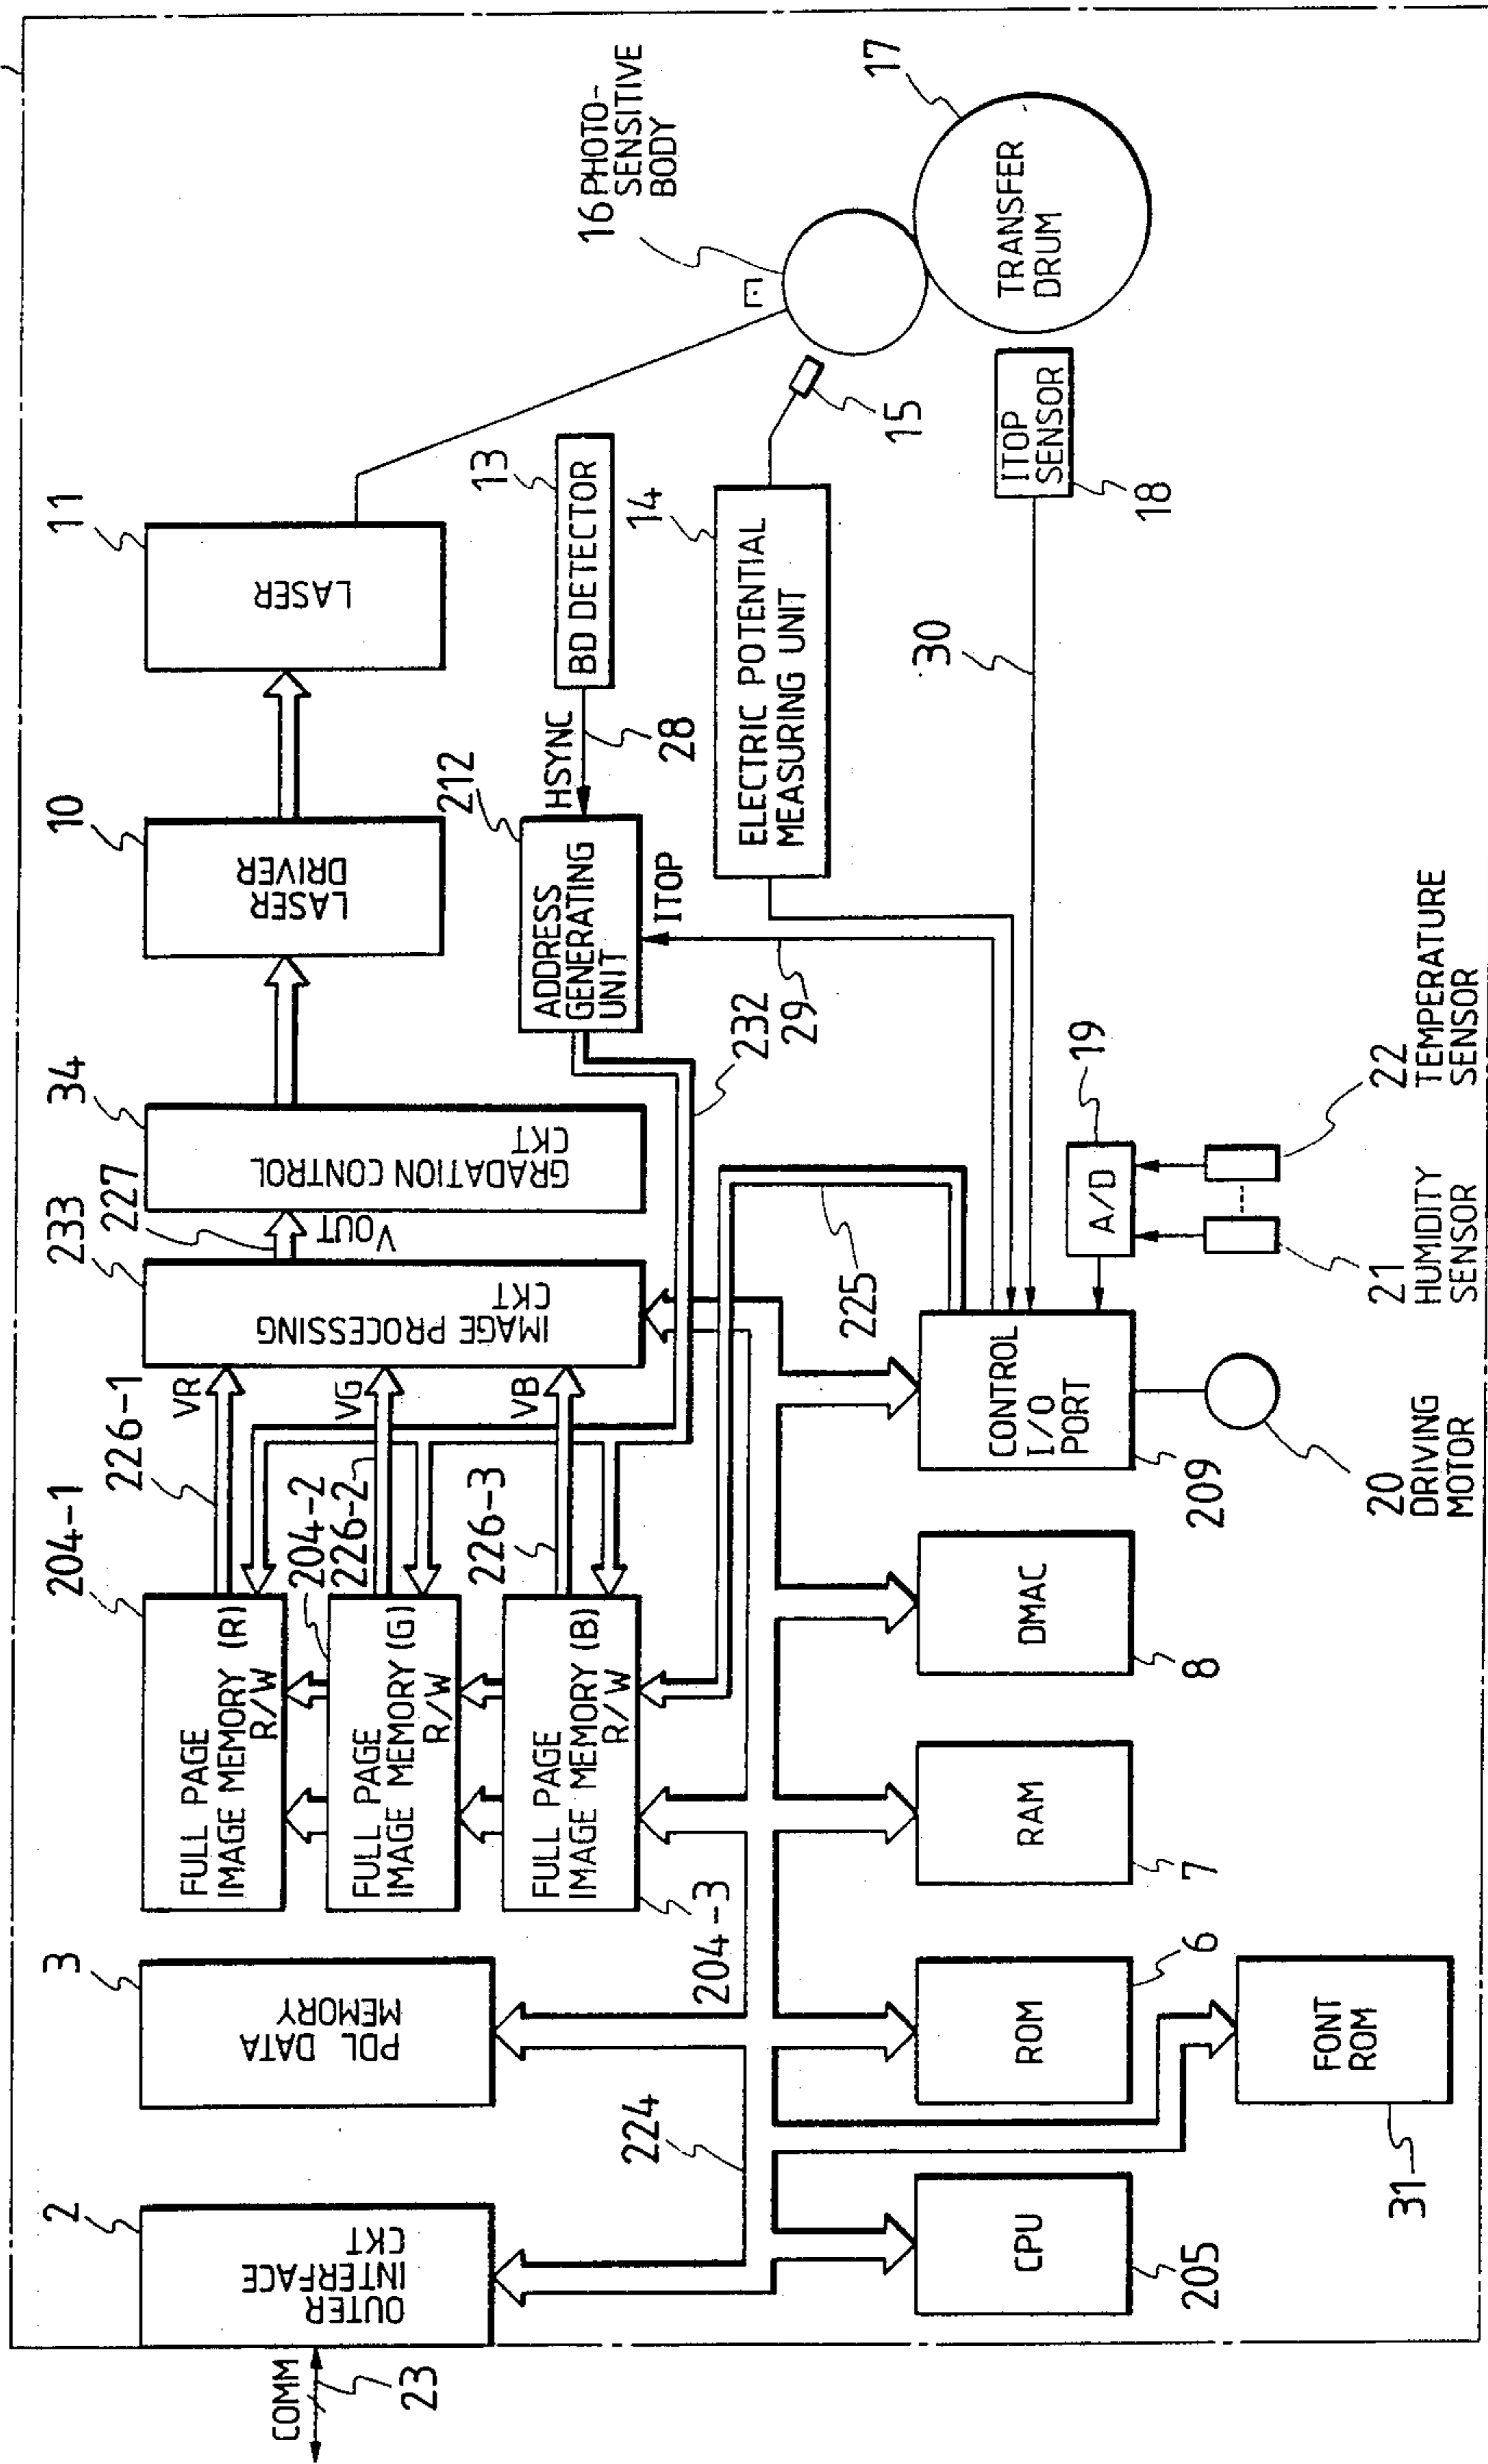 COMM
23
2
OUTER
INTERFACE
CKT
3
PDL DATA
MEMORY
204-1
FULL PAGE
IMAGE MEMORY (R)
R/W
204-2
FULL PAGE
IMAGE MEMORY (G)
R/W
204-3
FULL PAGE
IMAGE MEMORY (B)
R/W
226-1
VR
226-2
VG
226-3
VB
233
IMAGE PROCESSING
CKT
227
VOUT
34
GRADATION CONTROL
CKT
10
LASER
DRIVER
11
LASER
212
ADDRESS
GENERATING
UNIT
HSYNC
28
13
BD DETECTOR
ITOP
29
232
14
ELECTRIC POTENTIAL
MEASURING UNIT
15
E
16 PHOTO-
SENSITIVE
BODY
17
TRANSFER
DRUM
ITOP
SENSOR
18
30
224
225
CPU
205
ROM
6
RAM
7
DMAC
8
CONTROL
I/O
PORT
209
A/D
19
FONT
ROM
31
20 DRIVING
MOTOR
21 HUMIDITY
SENSOR
22 TEMPERATURE
SENSOR